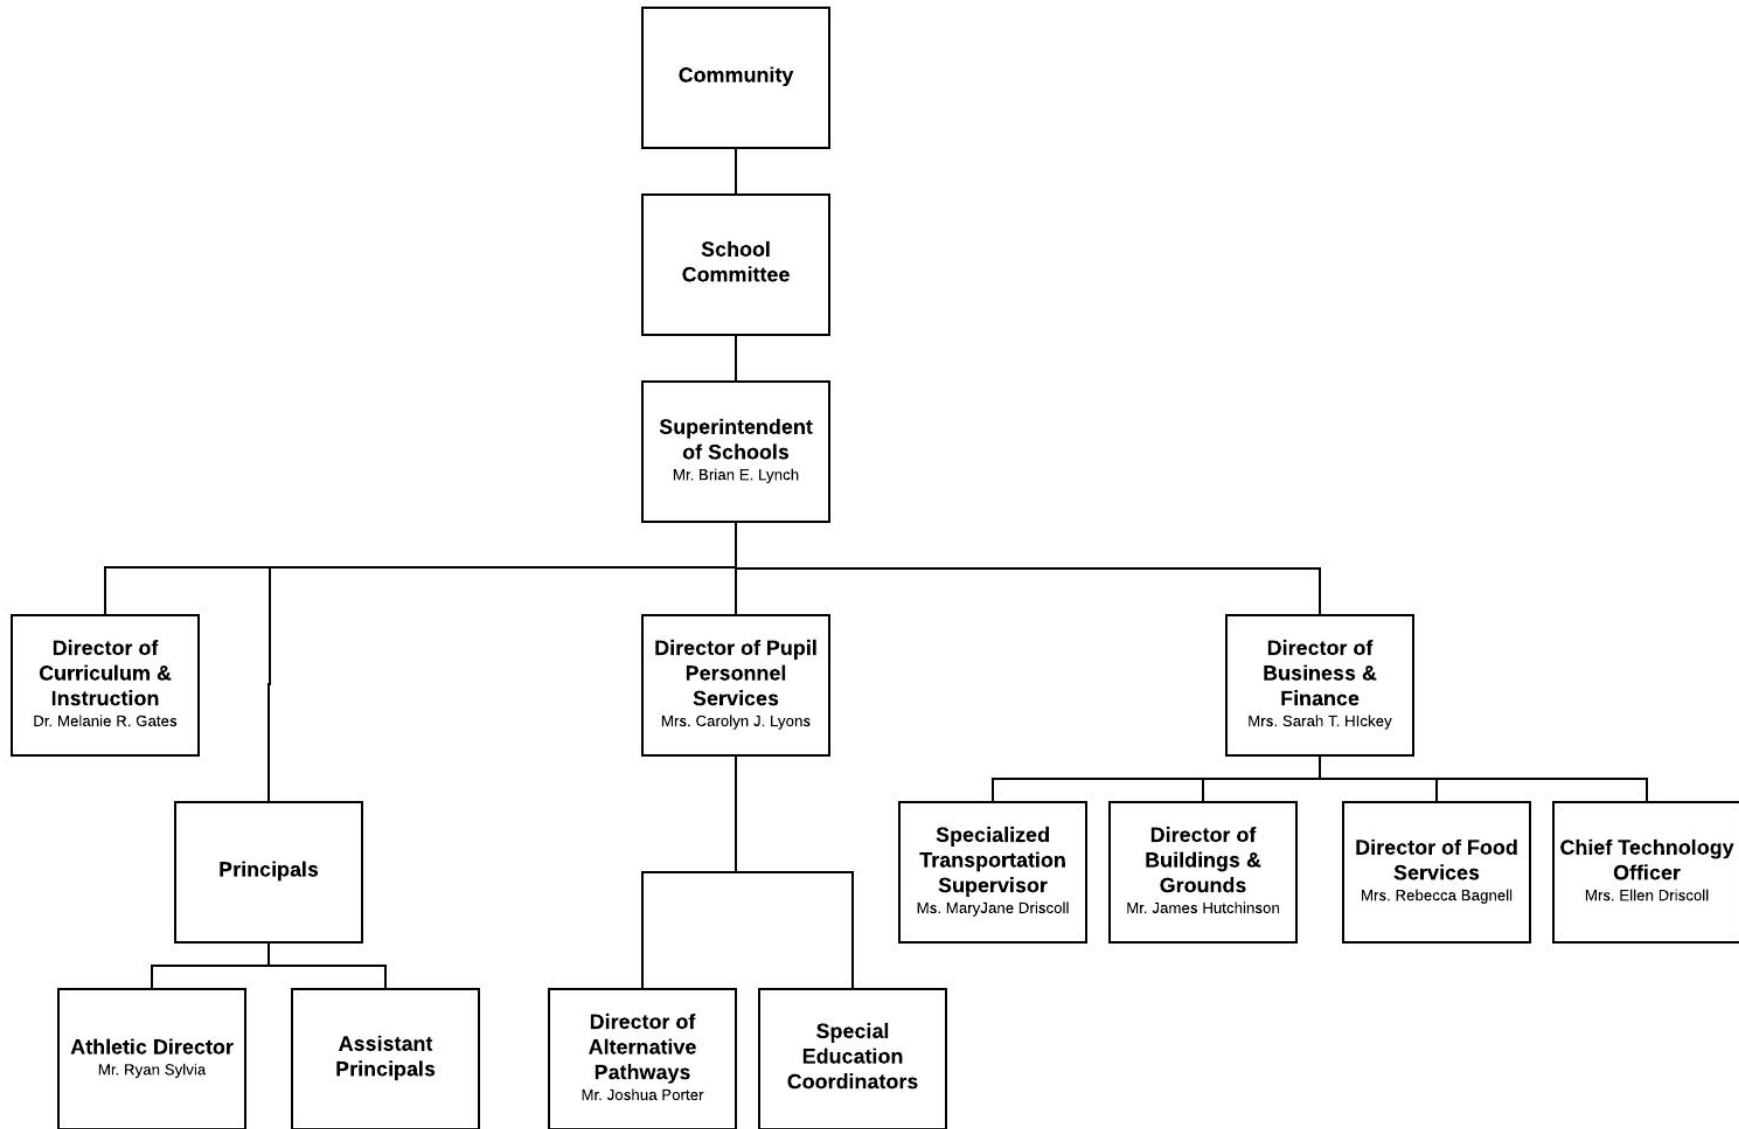 Community
School
Committee
Superintendent
of Schools
Mr. Brian E. Lynch
Director of
Curriculum &
Instruction
Dr. Melanie R. Gates
Director of Pupil
Personnel
Services
Mrs. Carolyn J. Lyons
Director of
Business &
Finance
Mrs. Sarah T. HIckey
Principals
Specialized
Transportation
Supervisor
Ms. MaryJane Driscoll
Director of
Buildings &
Grounds
Mr. James Hutchinson
Director of Food
Services
Mrs. Rebecca Bagnell
Chief Technology
Officer
Mrs. Ellen Driscoll
Athletic Director
Mr. Ryan Sylvia
Assistant
Principals
Director of
Alternative
Pathways
Mr. Joshua Porter
Special
Education
Coordinators